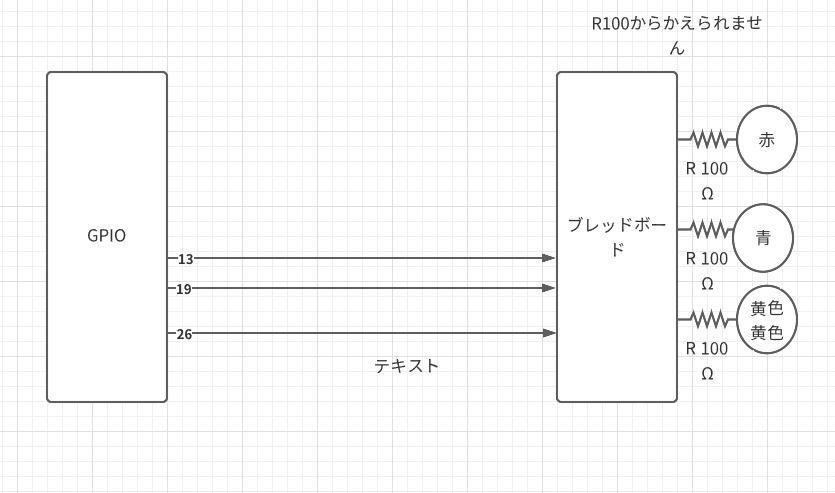 R100からかえられませ
ん
赤
R 100
Ω
GPIO
ブレッドボー
ド
青
13
R 100
Ω
19
黄色
黄色
26
R 100
Ω
テキスト